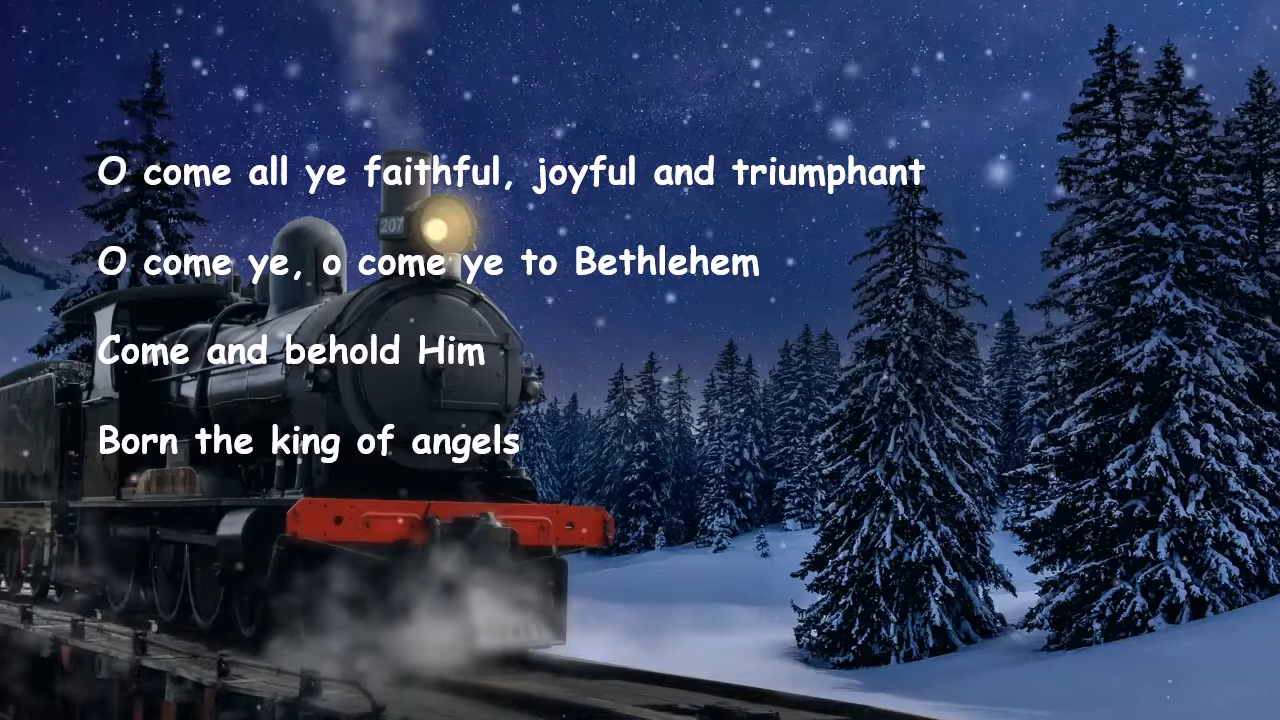 O come all ye faithful, joyful and triumphant
207
O come ye, o come ye to Bethlehem
Come and behold Him
Born the king of angels